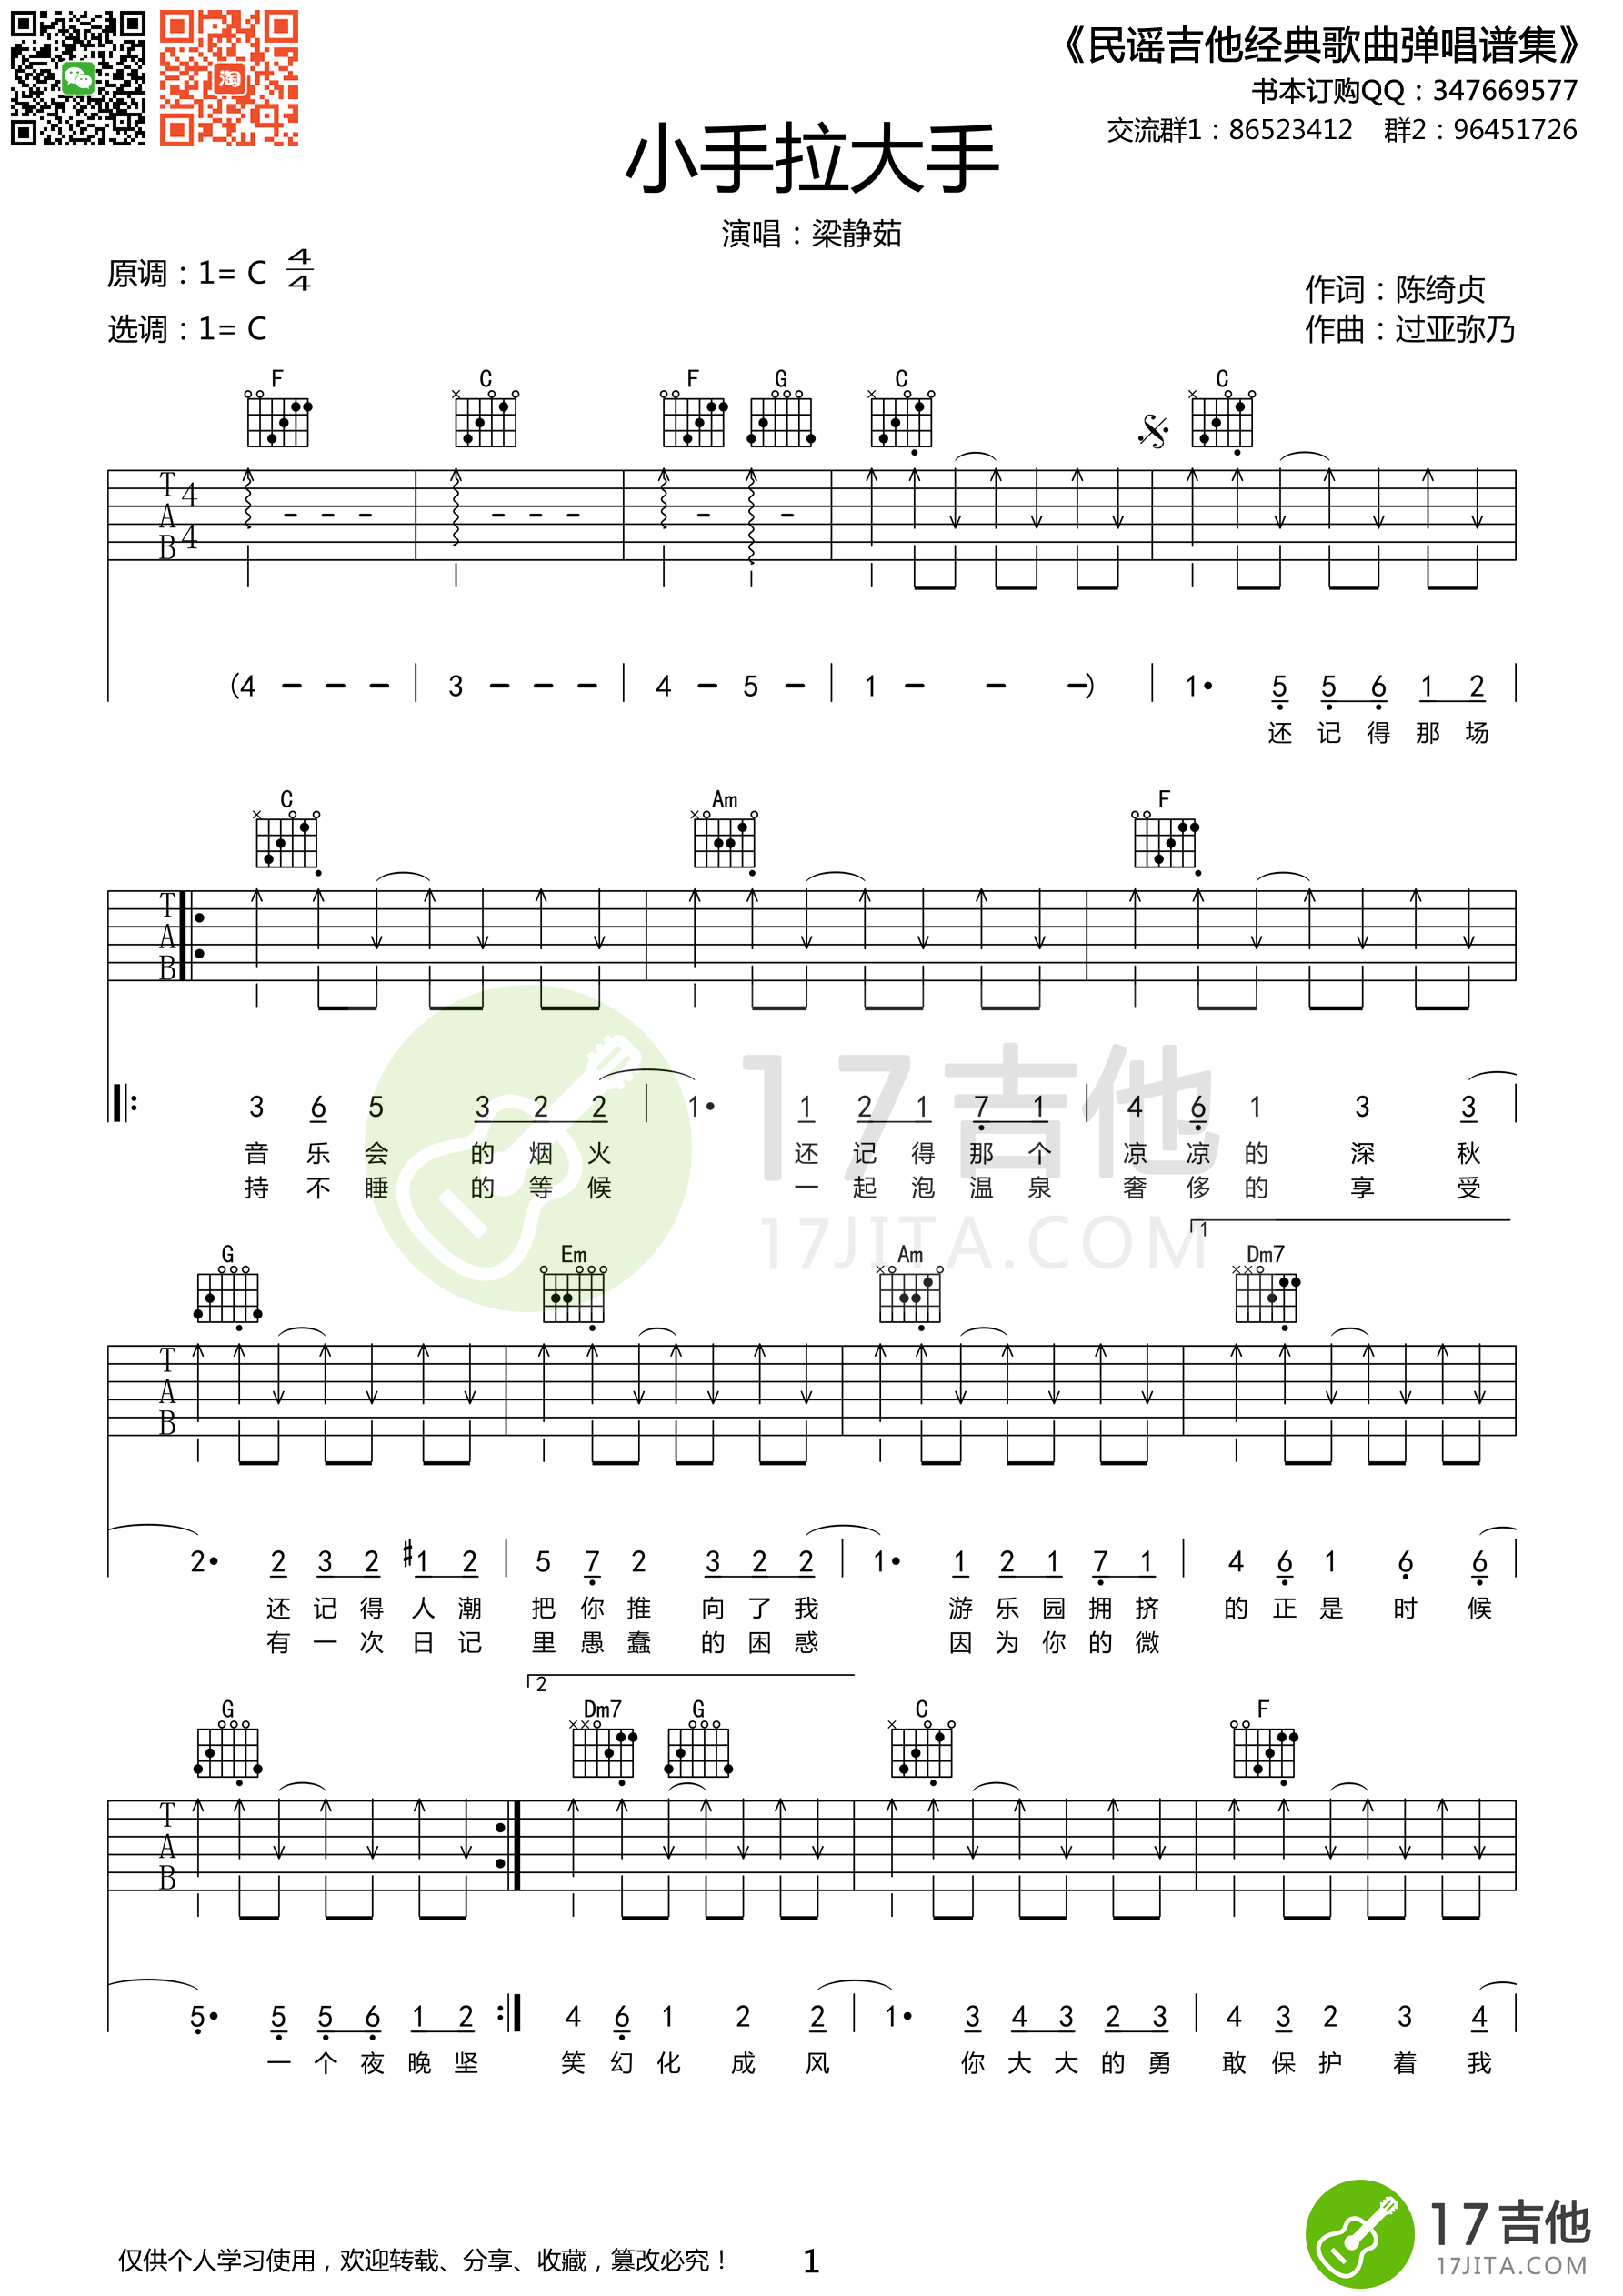 《民谣吉他经典歌曲弹唱谱集》
书本订购QQ：347669577
交流群1：86523412 群2：96451726
小手拉大手
演唱：梁静茹
原调：1= C 4/4
选调：1= C
作词：陈绮贞
作曲：过亚弥乃
F C F G C C
T A B 4 4
(4 - - - 3 - - - 4 - 5 - 1 - - -) 1• 5 5 6 1 2
还 记 得 那 场
C Am F
T A B
3 6 5 3 2 2 1• 1 2 1 7 1 4 6 1 3 3
音 乐 会 的 烟 火 还 记 得 那 个 凉 凉 的 深 秋
持 不 睡 的 等 候 一 起 泡 温 泉 奢 侈 的 享 受
17吉他
17JITA.COM
1
G Em Am Dm7
T A B
2• 2 3 2 #1 2 5 7 2 3 2 2 1• 1 2 1 7 1 4 6 1 6 6
还 记 得 人 潮 把 你 推 向 了 我 游 乐 园 拥 挤 的 正 是 时 候
有 一 次 日 记 里 愚 蠢 的 困 惑 因 为 你 的 微
2
G Dm7 G C F
T A B
5• 5 5 6 1 2 4 6 1 2 2 1• 3 4 3 2 3 4 3 2 3 4
一 个 夜 晚 坚 笑 幻 化 成 风 你 大 大 的 勇 敢 保 护 着 我
仅供个人学习使用，欢迎转载、分享、收藏，篡改必究！
1
17吉他
17JITA.COM